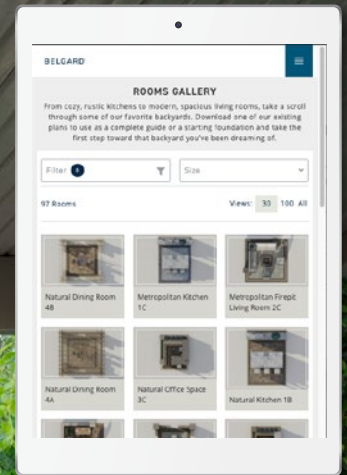 BELGARD
ROOMS GALLERY
From cozy, rustic kitchens to modern, spacious living rooms, take a scroll
through some of our favorite backyards. Download one of our existing
plans to use as a complete guide or a starting foundation and take the
first step toward that backyard you've been dreaming of.
Filter
Size
97 Rooms
Views: 30 100 All
Natural Dining Room
4B
Metropolitan Kitchen
1C
Metropolitan Firepit
Living Room 2C
Natural Dining Room
4A
Natural Office Space
3C
Natural Kitchen 1B